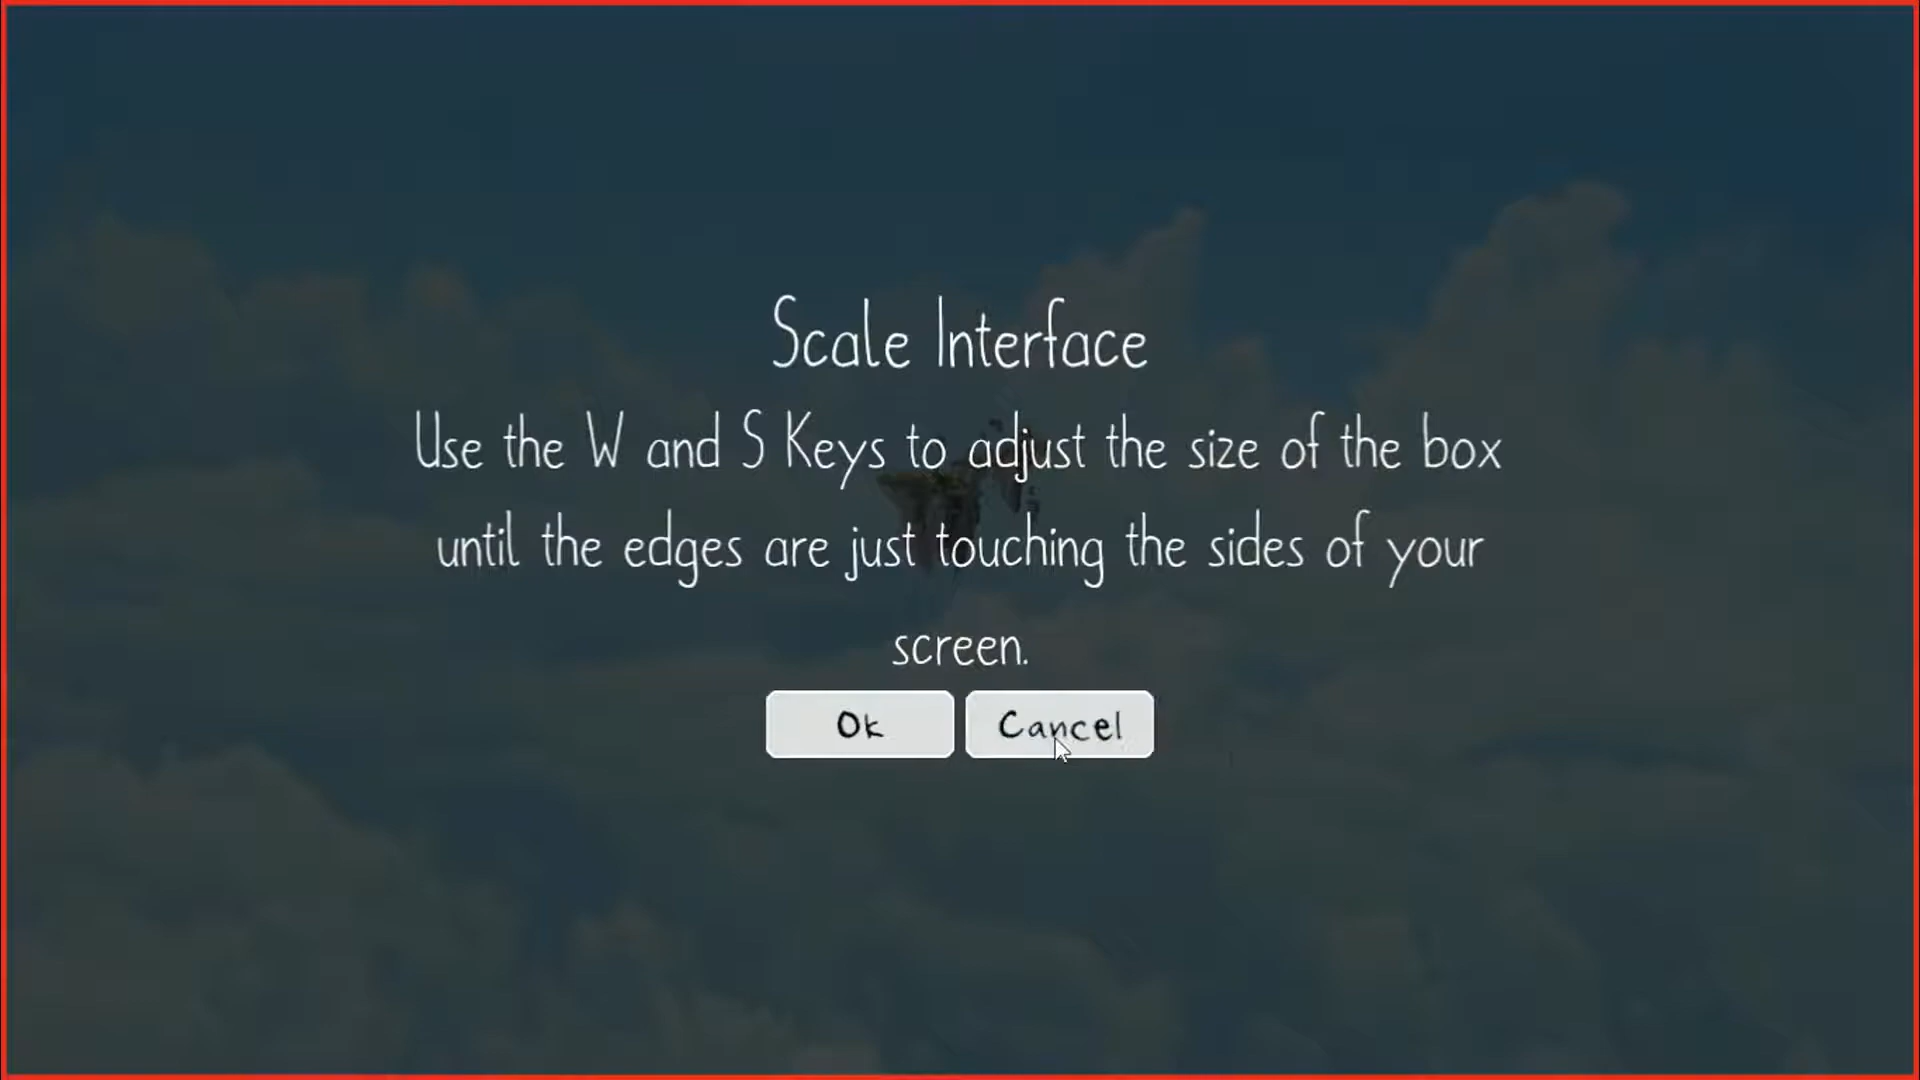 Scale Interface
Use the W and S Keys to adjust the size of the box
until the edges are just touching the sides of your
screen.
Ok
Cancel